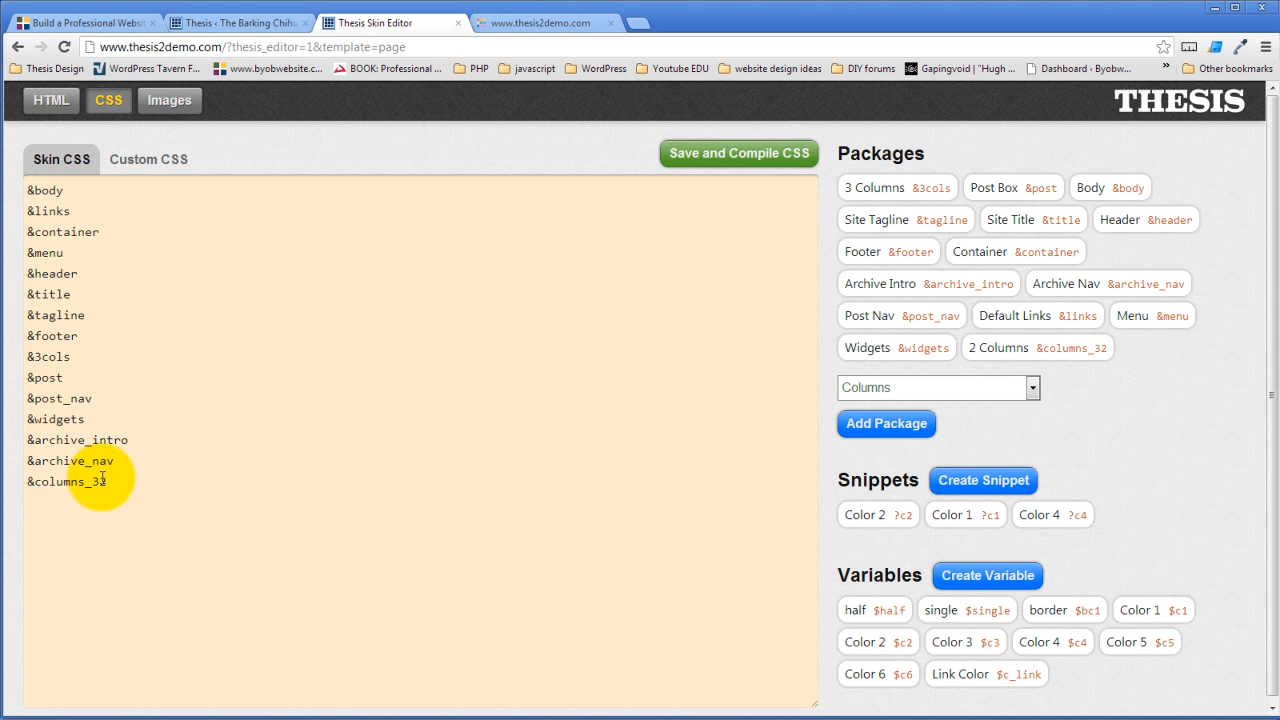 Build a Professional Websi
Thesis ‹ The Barking Chihu
Thesis Skin Editor
www.thesis2demo.com
www.thesis2demo.com/?thesis_editor=1&template=page
Thesis Design
WordPress Tavern F...
www.byobwebsite.c...
BOOK: Professional ...
PHP
javascript
WordPress
Youtube EDU
website design ideas
DIY forums
Gapingvoid "Hugh ...
Dashboard ‹ Byobw...
»
Other bookmarks
HTML
CSS
Images
THESIS
Skin CSS
Custom CSS
Save and Compile CSS
&body
&links
&container
&menu
&header
&title
&tagline
&footer
&3cols
&post
&post_nav
&widgets
&archive_intro
&archive_nav
&columns_32
Packages
3 Columns &3cols
Post Box &post
Body &body
Site Tagline &tagline
Site Title &title
Header &header
Footer &footer
Container &container
Archive Intro &archive_intro
Archive Nav &archive_nav
Post Nav &post_nav
Default Links &links
Menu &menu
Widgets &widgets
2 Columns &columns_32
Columns
Add Package
Snippets
Create Snippet
Color 2 ?c2
Color 1 ?c1
Color 4 ?c4
Variables
Create Variable
half $half
single $single
border $bc1
Color 1 $c1
Color 2 $c2
Color 3 $c3
Color 4 $c4
Color 5 $c5
Color 6 $c6
Link Color $c_link